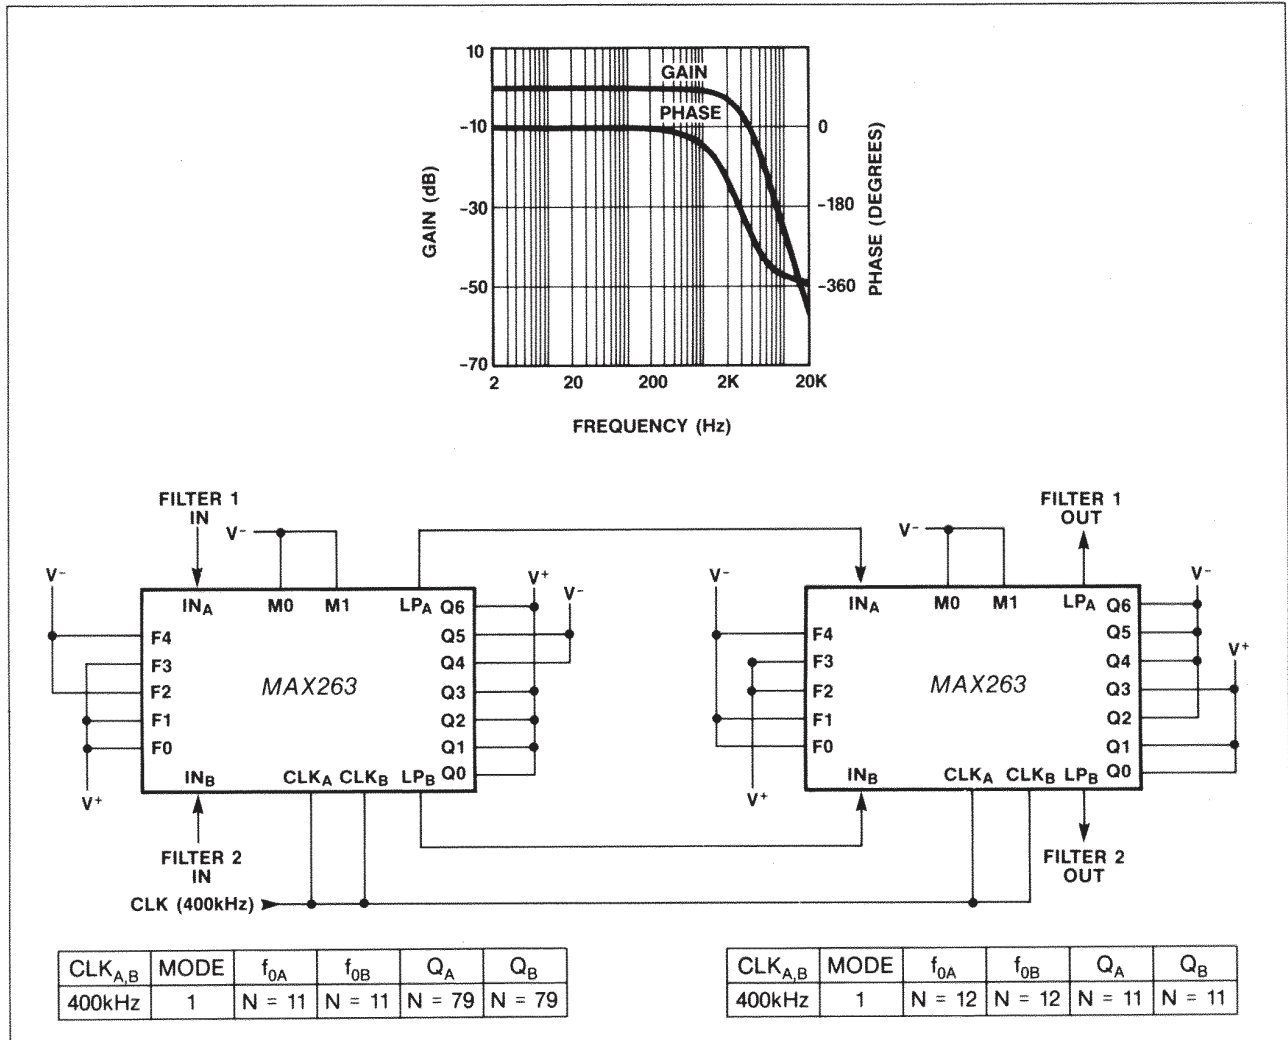 10
-10
-30
-50
-70
GAIN (dB)
GAIN
PHASE
0
-180
-360
PHASE (DEGREES)
2 20 200 2K 20K
FREQUENCY (Hz)
FILTER 1
IN
V-
V-
INA M0 M1 LPA
F4
F3
F2
F1
F0
V+
MAX263
Q6
Q5
Q4
Q3
Q2
Q1
Q0
V+
V-
INB CLKA CLKB LPB
FILTER 2
IN
CLK (400kHz)
FILTER 1
OUT
V-
V-
INA M0 M1 LPA
F4
F3
F2
F1
F0
V+
MAX263
Q6
Q5
Q4
Q3
Q2
Q1
Q0
V-
V+
INB CLKA CLKB LPB
FILTER 2
OUT
CLKA,B MODE f0A f0B QA QB
400kHz 1 N = 11 N = 11 N = 79 N = 79
CLKA,B MODE f0A f0B QA QB
400kHz 1 N = 12 N = 12 N = 11 N = 11